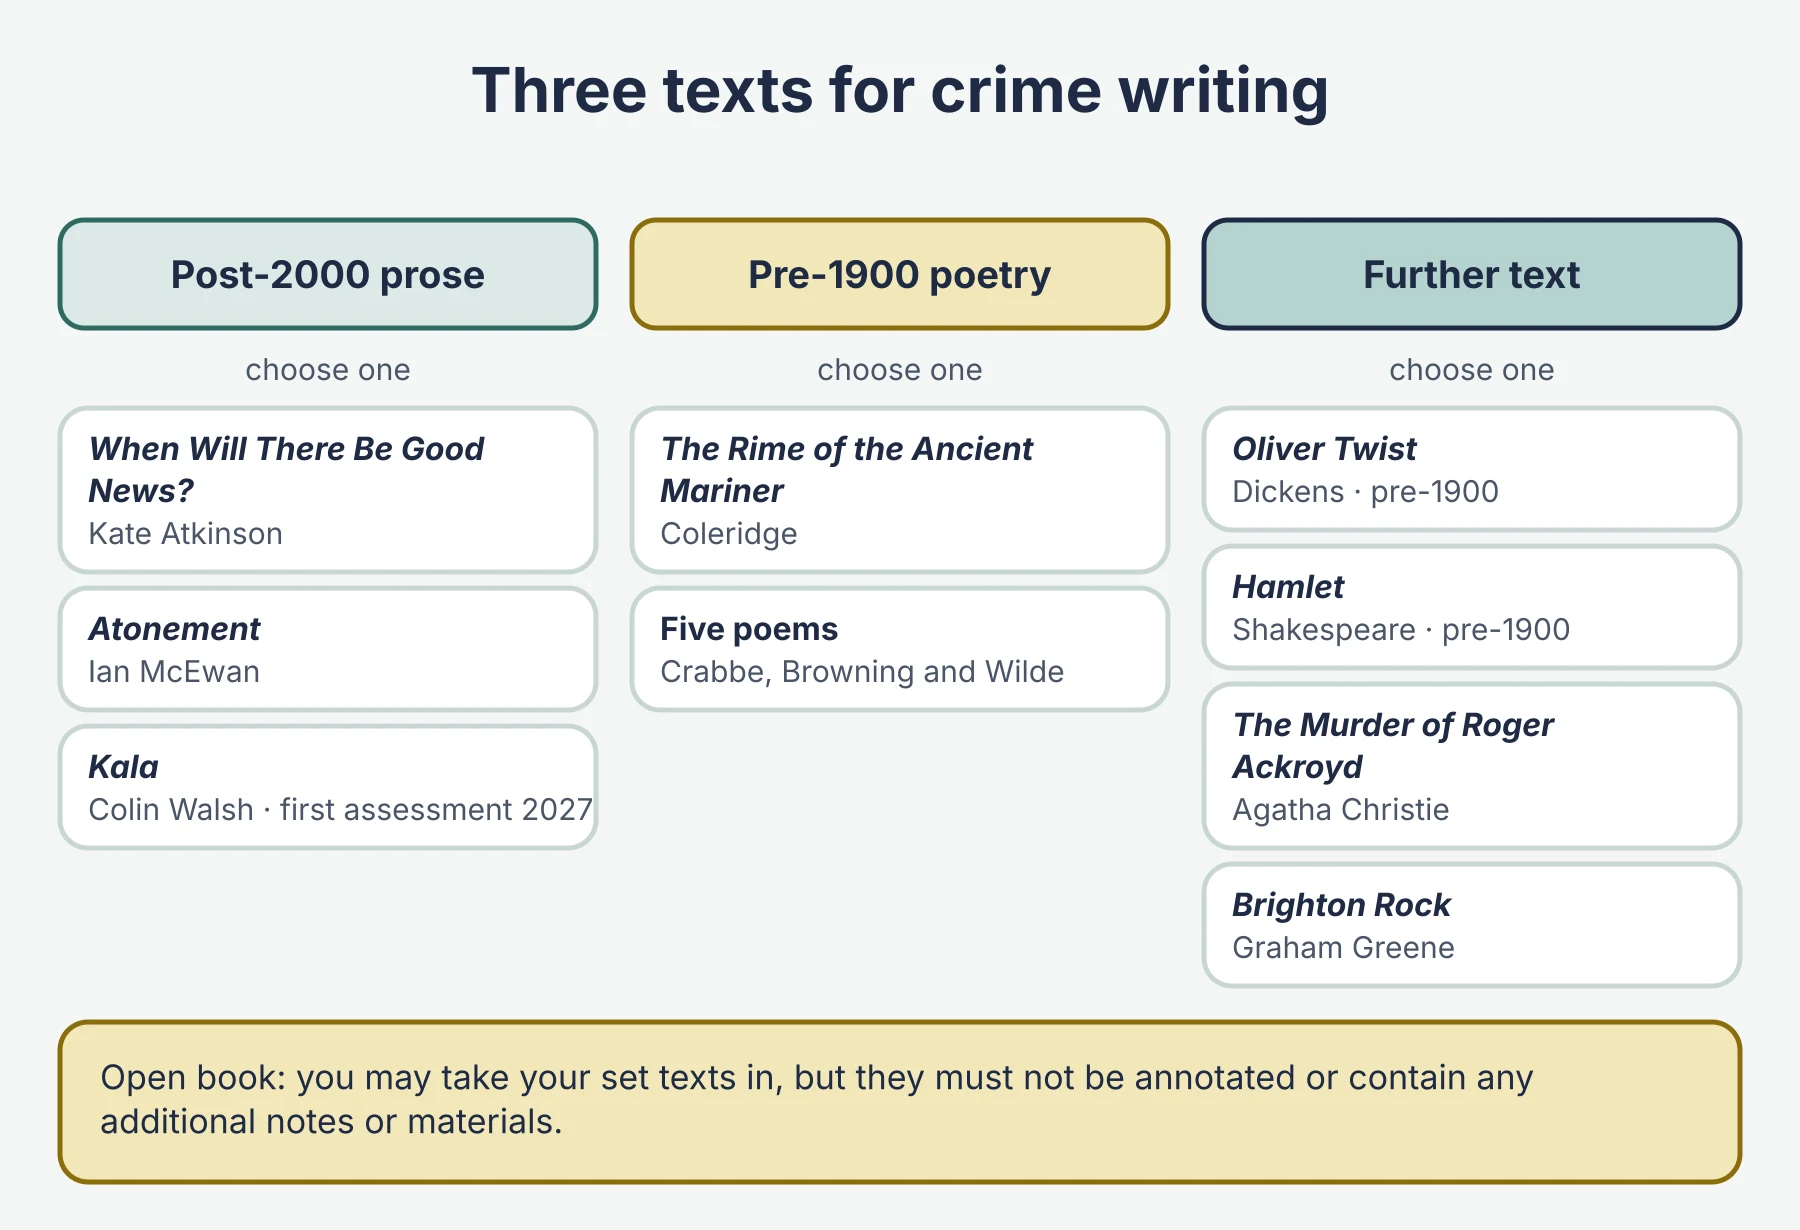 Three texts for crime writing
Post-2000 prose
choose one
When Will There Be Good
News?
Kate Atkinson
Atonement
Ian McEwan
Kala
Colin Walsh · first assessment 2027
Pre-1900 poetry
choose one
The Rime of the Ancient
Mariner
Coleridge
Five poems
Crabbe, Browning and Wilde
Further text
choose one
Oliver Twist
Dickens · pre-1900
Hamlet
Shakespeare · pre-1900
The Murder of Roger
Ackroyd
Agatha Christie
Brighton Rock
Graham Greene
Open book: you may take your set texts in, but they must not be annotated or contain any
additional notes or materials.